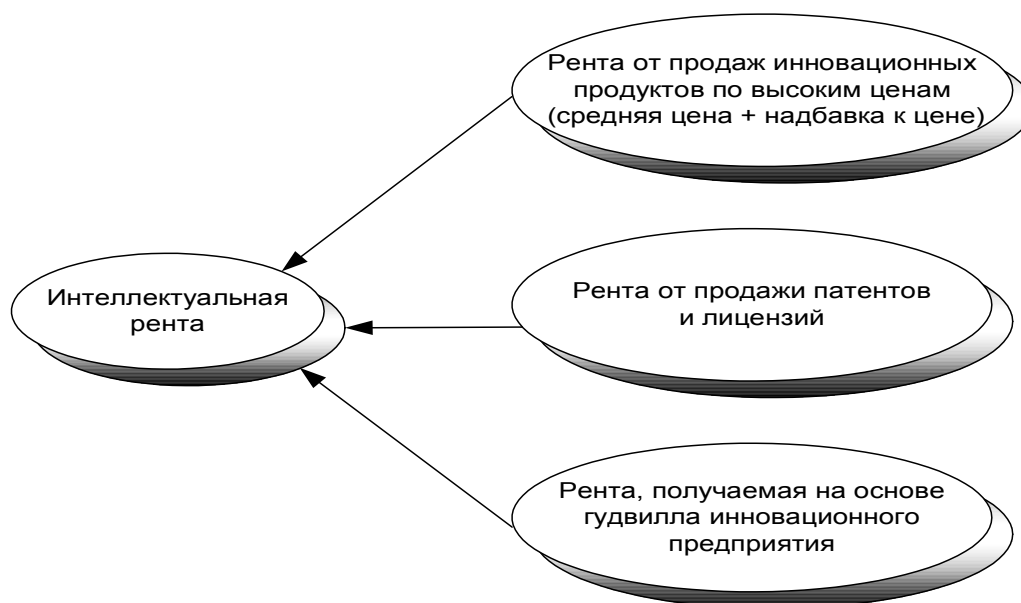 Рента от продаж инновационных
продуктов по высоким ценам
(средняя цена + надбавка к цене)
Интеллектуальная
рента
Рента от продажи патентов
и лицензий
Рента, получаемая на основе
гудвилла инновационного
предприятия